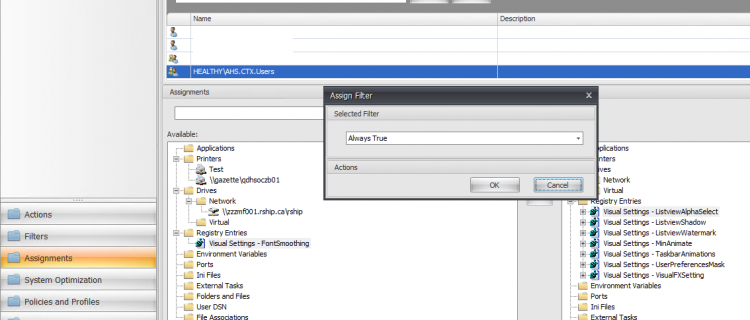 Name
Description
HEALTHY\AHS.CTX.Users
Assignments
Assign Filter
x
Selected Filter
Always True
Actions
OK
Cancel
Available:
Applications
Printers
Test
\\gazette\qdhsoczb01
Drives
Network
\\zzzmf001.rship.ca\rship
Virtual
Registry Entries
Visual Settings - FontSmoothing
Environment Variables
Ports
Ini Files
External Tasks
Folders and Files
User DSN
File Associations
Applications
Printers
Drives
Network
Virtual
Registry Entries
Visual Settings - ListviewAlphaSelect
Visual Settings - ListviewShadow
Visual Settings - ListviewWatermark
Visual Settings - MinAnimate
Visual Settings - TaskbarAnimations
Visual Settings - UserPreferencesMask
Visual Settings - VisualFXSetting
Environment Variables
Ports
Ini Files
External Tasks
Actions
Filters
Assignments
System Optimization
Policies and Profiles